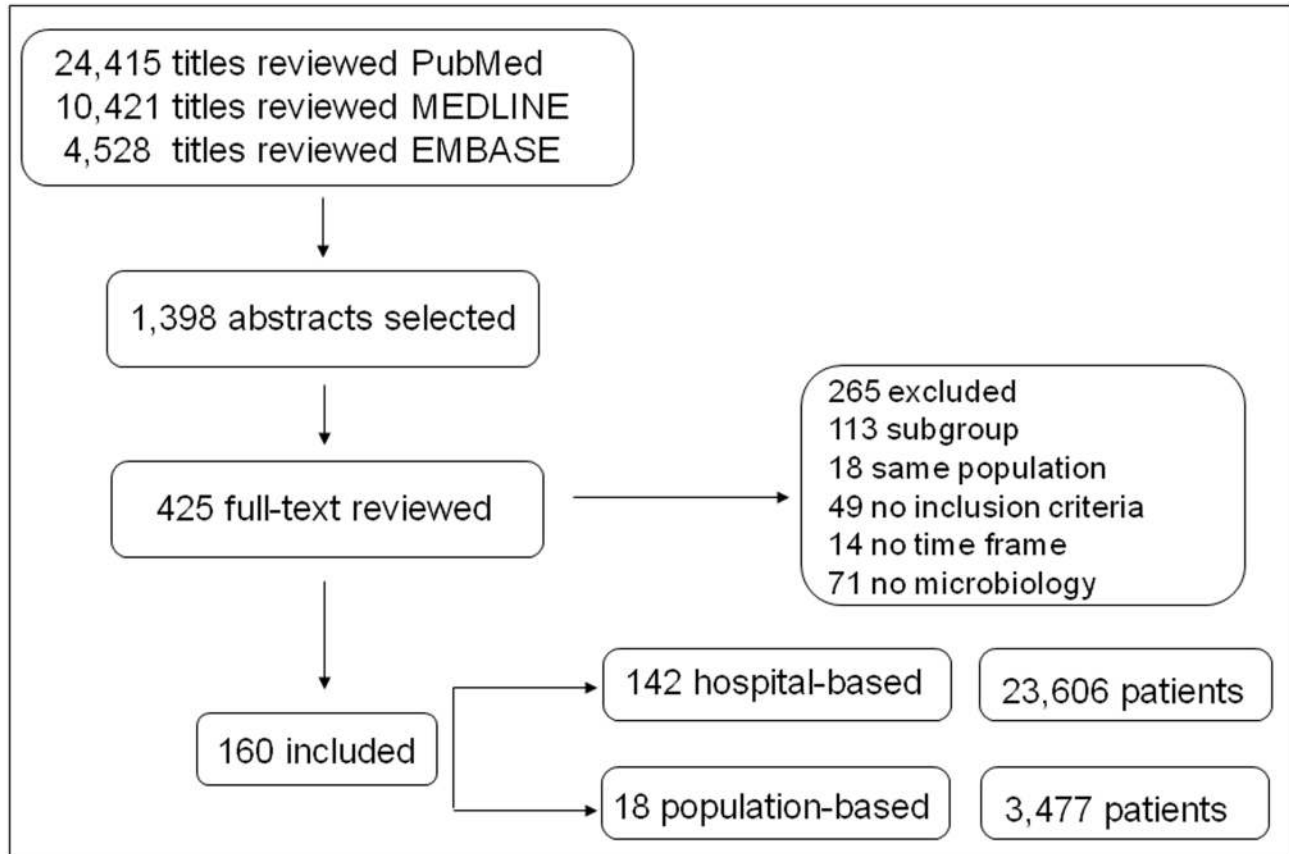 24,415 titles reviewed PubMed
10,421 titles reviewed MEDLINE
4,528 titles reviewed EMBASE
1,398 abstracts selected
425 full-text reviewed
265 excluded
113 subgroup
18 same population
49 no inclusion criteria
14 no time frame
71 no microbiology
160 included
142 hospital-based
23,606 patients
18 population-based
3,477 patients